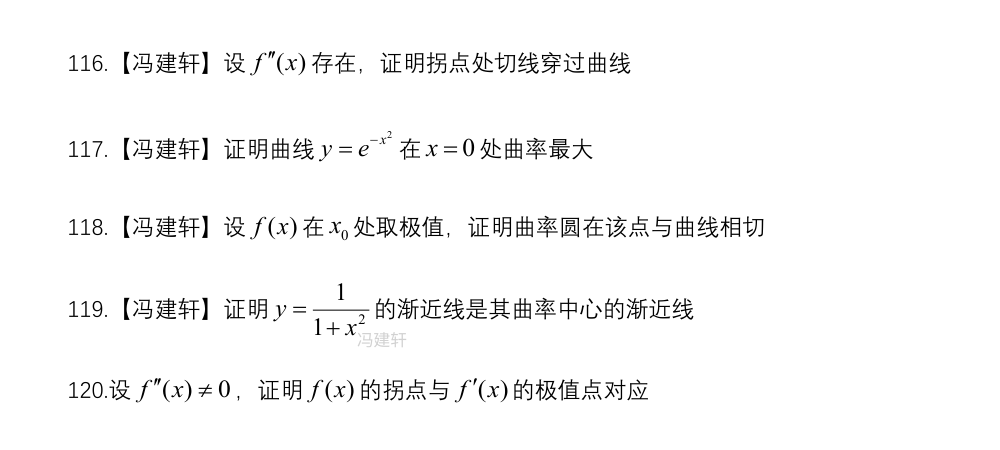 116.【冯建轩】设 f″(x) 存在，证明拐点处切线穿过曲线
117.【冯建轩】证明曲线 y = e^{-x^2} 在 x = 0 处曲率最大
118.【冯建轩】设 f(x) 在 x_0 处取极值，证明曲率圆在该点与曲线相切
119.【冯建轩】证明 y = \frac{1}{1+x^2} 的渐近线是其曲率中心的渐近线
冯建轩
120.设 f″(x) ≠ 0，证明 f(x) 的拐点与 f′(x) 的极值点对应